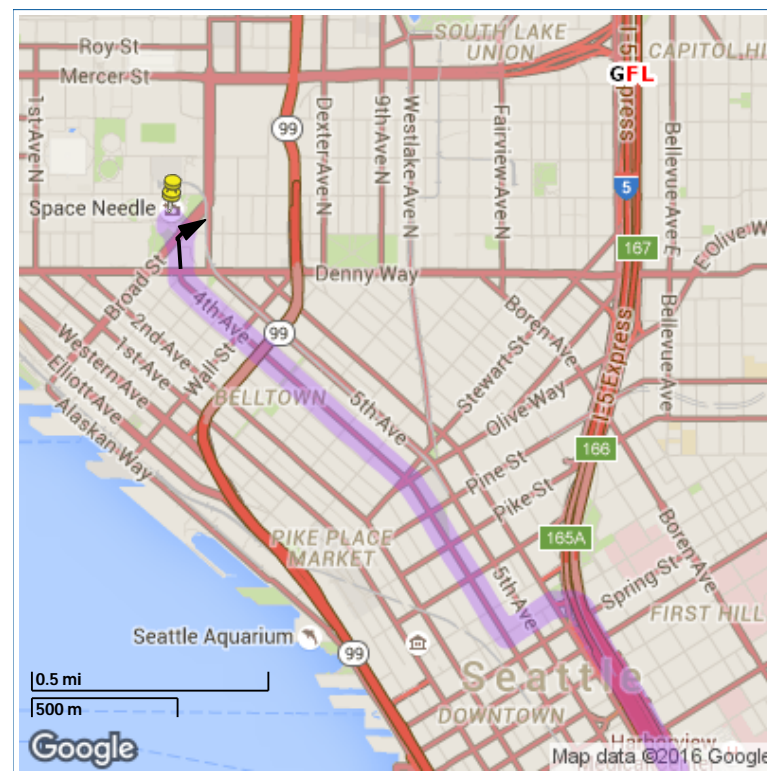 Roy St
Mercer St
SOUTH LAKE
UNION
CAPITOL HI
I-5 Express
GFL
1st Ave N
99
Dexter Ave N
9th Ave N
Westlake Ave N
Fairview Ave N
Bellevue Ave E
5
Space Needle
167
E Olive W
Broad St
Denny Way
4th Ave
2nd Ave
1st Ave
Western Ave
Elliott Ave
Alaskan Way
Wall St
99
BELLTOWN
5th Ave
Boren Ave
Stewart St
Olive Way
I-5 Express
Bellevue Ave
166
Pine St
Pike St
165A
PIKE PLACE
MARKET
5th Ave
Spring St
Boren Ave
FIRST HILL
Seattle Aquarium
99
Seattle
DOWNTOWN
0.5 mi
500 m
Google
Harborview
Medical Center
Map data ©2016 Google